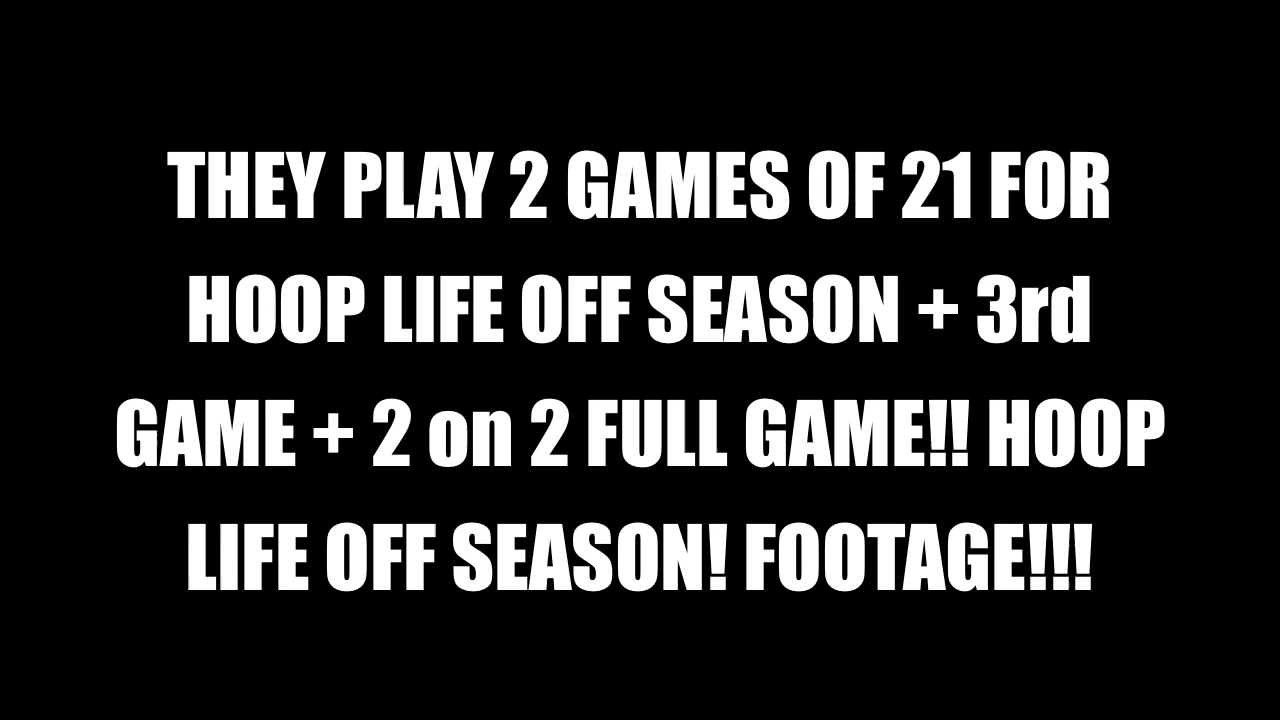 THEY PLAY 2 GAMES OF 21 FOR
HOOP LIFE OFF SEASON + 3rd
GAME + 2 on 2 FULL GAME!! HOOP
LIFE OFF SEASON! FOOTAGE!!!